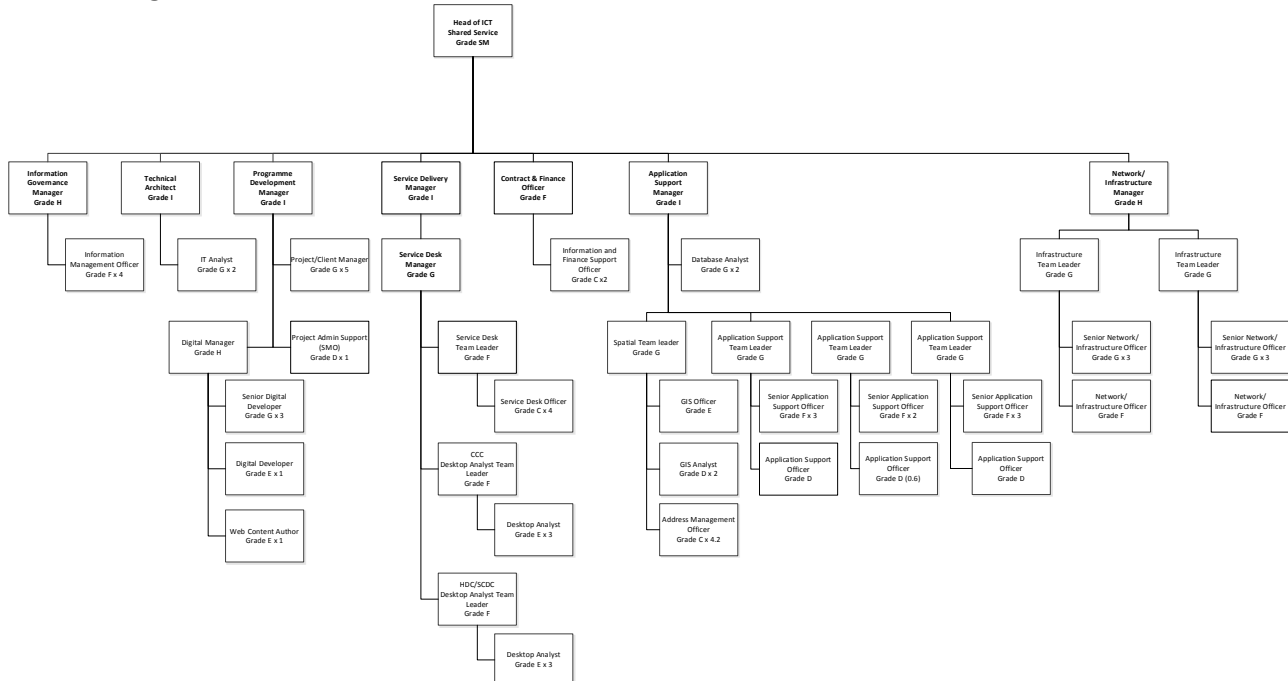 Head of ICT
Shared Service
Grade SM
Information
Governance
Manager
Grade H
Technical
Architect
Grade I
Programme
Development
Manager
Grade I
Service Delivery
Manager
Grade I
Contract & Finance
Officer
Grade F
Application
Support
Manager
Grade I
Network/
Infrastructure
Manager
Grade H
Information
Management Officer
Grade F x 4
IT Analyst
Grade G x 2
Project/Client Manager
Grade G x 5
Service Desk
Manager
Grade G
Information and
Finance Support
Officer
Grade C x2
Database Analyst
Grade G x 2
Infrastructure
Team Leader
Grade G
Infrastructure
Team Leader
Grade G
Digital Manager
Grade H
Project Admin Support
(SMO)
Grade D x 1
Service Desk
Team Leader
Grade F
Spatial Team leader
Grade G
Application Support
Team Leader
Grade G
Application Support
Team Leader
Grade G
Application Support
Team Leader
Grade G
Senior Network/
Infrastructure Officer
Grade G x 3
Senior Network/
Infrastructure Officer
Grade G x 3
Senior Digital
Developer
Grade G x 3
Service Desk Officer
Grade C x 4
GIS Officer
Grade E
Senior Application
Support Officer
Grade F x 3
Senior Application
Support Officer
Grade F x 2
Senior Application
Support Officer
Grade F x 3
Network/
Infrastructure Officer
Grade F
Network/
Infrastructure Officer
Grade F
Digital Developer
Grade E x 1
CCC
Desktop Analyst Team
Leader
Grade F
GIS Analyst
Grade D x 2
Application Support
Officer
Grade D
Application Support
Officer
Grade D (0.6)
Application Support
Officer
Grade D
Web Content Author
Grade E x 1
Desktop Analyst
Grade E x 3
Address Management
Officer
Grade C x 4.2
HDC/SCDC
Desktop Analyst Team
Leader
Grade F
Desktop Analyst
Grade E x 3